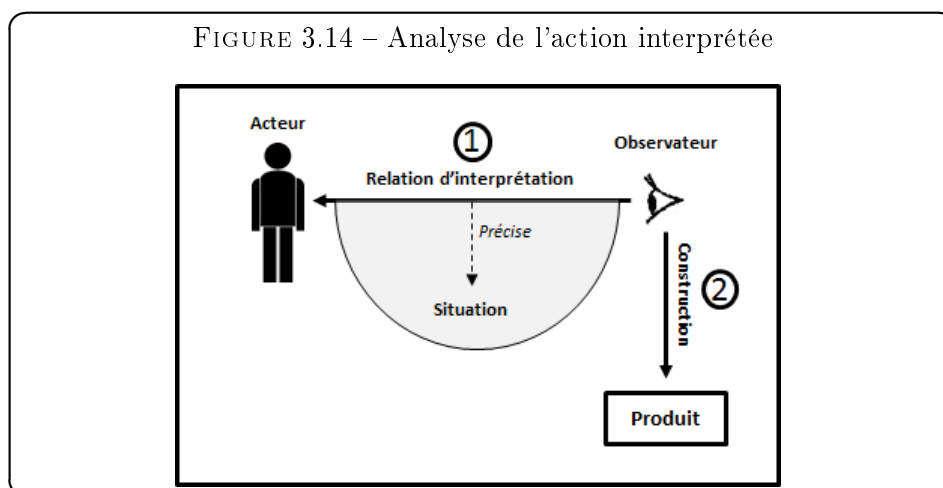 FIGURE 3.14 – Analyse de l'action interprétée
Acteur
1
Observateur
Relation d'interprétation
Précise
Situation
Construction
2
Produit